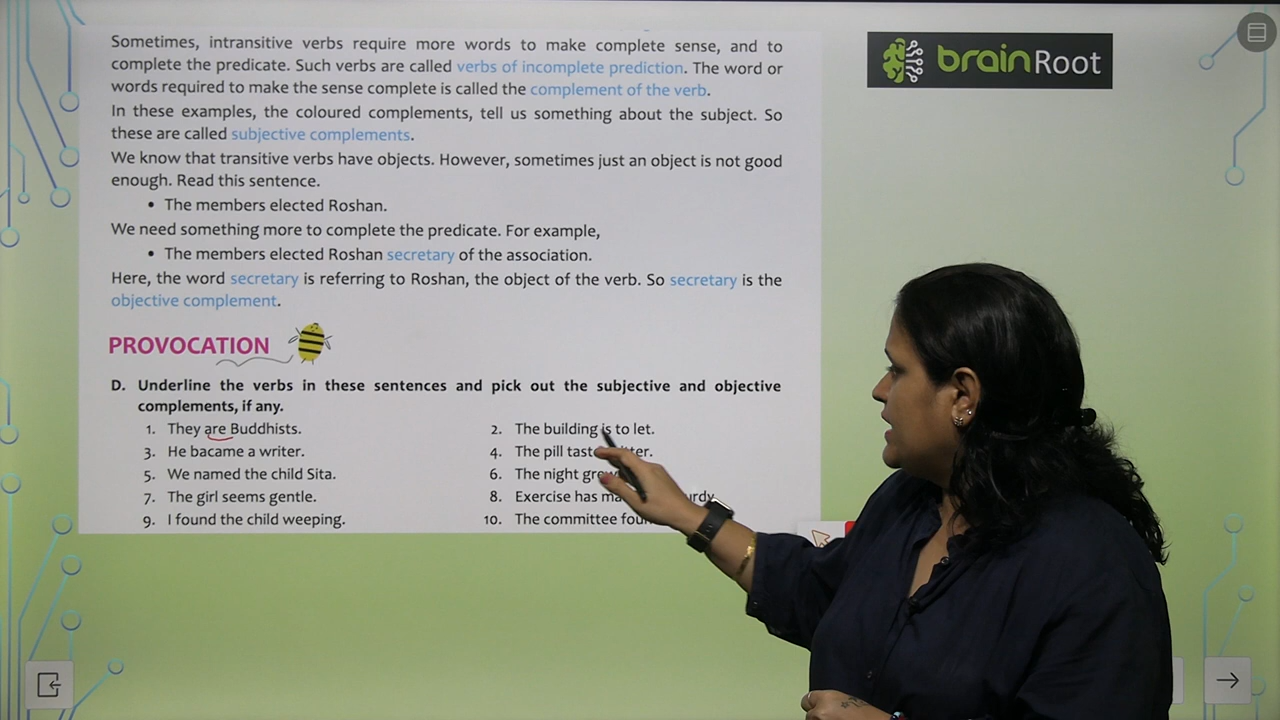 brainRoot
Sometimes, intransitive verbs require more words to make complete sense, and to
complete the predicate. Such verbs are called verbs of incomplete prediction. The word or
words required to make the sense complete is called the complement of the verb.
In these examples, the coloured complements, tell us something about the subject. So
these are called subjective complements.
We know that transitive verbs have objects. However, sometimes just an object is not good
enough. Read this sentence.
• The members elected Roshan.
We need something more to complete the predicate. For example,
• The members elected Roshan secretary of the association.
Here, the word secretary is referring to Roshan, the object of the verb. So secretary is the
objective complement.
PROVOCATION
D. Underline the verbs in these sentences and pick out the subjective and objective
complements, if any.
1. They are Buddhists.
2. The building is to let.
3. He bacame a writer.
4. The pill
5. We named the child Sita.
6. The night
7. The girl seems gentle.
8. Exercise has
9. I found the child weeping.
10. The committee